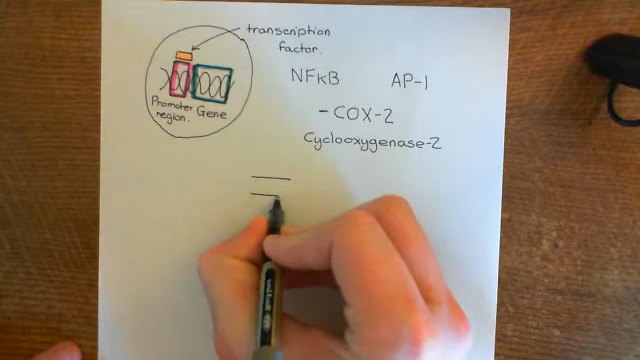 transcription
factor.
NFκB
AP-1
Promoter Gene
region.
-COX-2
Cyclooxygenase-2